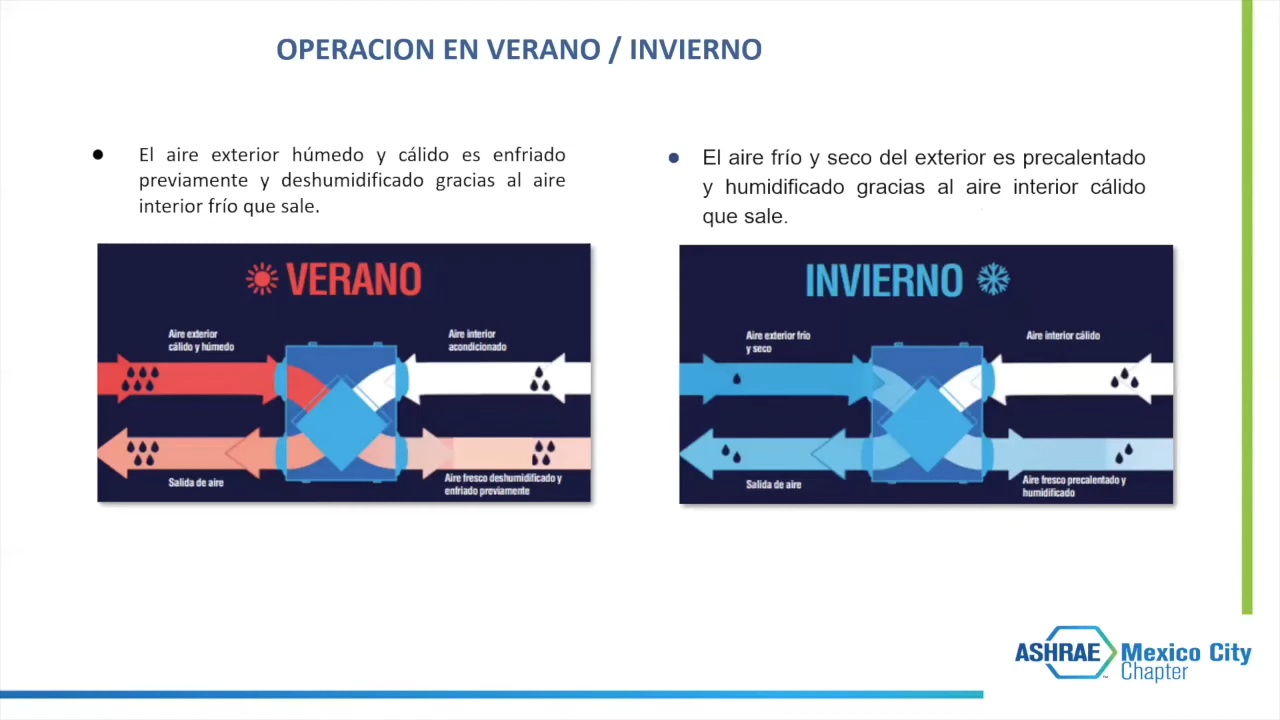 OPERACION EN VERANO / INVIERNO
● El aire exterior húmedo y cálido es enfriado
previamente y deshumidificado gracias al aire
interior frío que sale.
VERANO
Aire exterior
cálido y húmedo
Aire interior
acondicionado
Salida de aire
Aire fresco deshumidificado y
enfriado previamente
● El aire frío y seco del exterior es precalentado
y humidificado gracias al aire interior cálido
que sale.
INVIERNO
Aire exterior frío
y seco
Aire interior cálido
Salida de aire
Aire fresco precalentado y
humidificado
ASHRAE Mexico City
Chapter